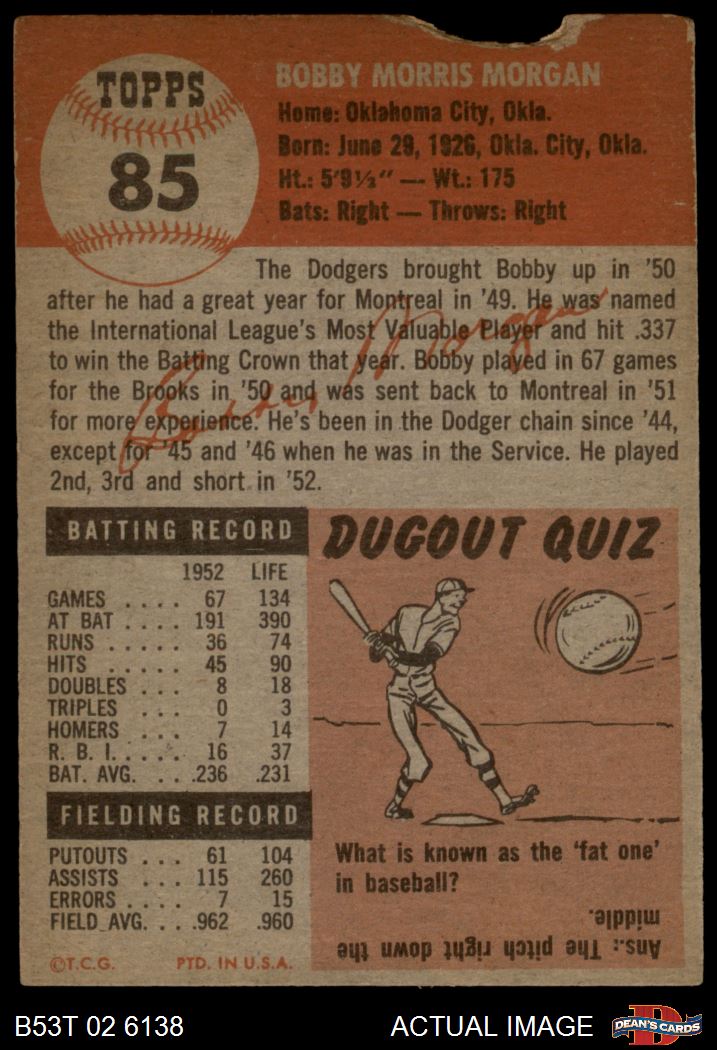 TOPPS
85
BOBBY MORRIS MORGAN
Home: Oklahoma City, Okla.
Born: June 29, 1926, Okla. City, Okla.
Ht.: 5'9½" — Wt.: 175
Bats: Right — Throws: Right
The Dodgers brought Bobby up in '50
after he had a great year for Montreal in '49. He was named
the International League's Most Valuable Player and hit .337
to win the Batting Crown that year. Bobby played in 67 games
for the Brooks in '50 and was sent back to Montreal in '51
for more experience. He's been in the Dodger chain since '44,
except for '45 and '46 when he was in the Service. He played
2nd, 3rd and short in '52.
Bobby Morgan
BATTING RECORD
1952 LIFE
GAMES .... 67 134
AT BAT .... 191 390
RUNS ..... 36 74
HITS ..... 45 90
DOUBLES ... 8 18
TRIPLES ... 0 3
HOMERS ... 7 14
R. B. I. .... 16 37
BAT. AVG. ... .236 .231
FIELDING RECORD
PUTOUTS ... 61 104
ASSISTS ... 115 260
ERRORS .... 7 15
FIELD AVG. ... .962 .960
©T.C.G. PTD. IN U.S.A.
DUGOUT QUIZ
What is known as the 'fat one'
in baseball?
Ans.: The pitch right down the
middle.
B53T 02 6138 ACTUAL IMAGE
DEAN'S CARDS